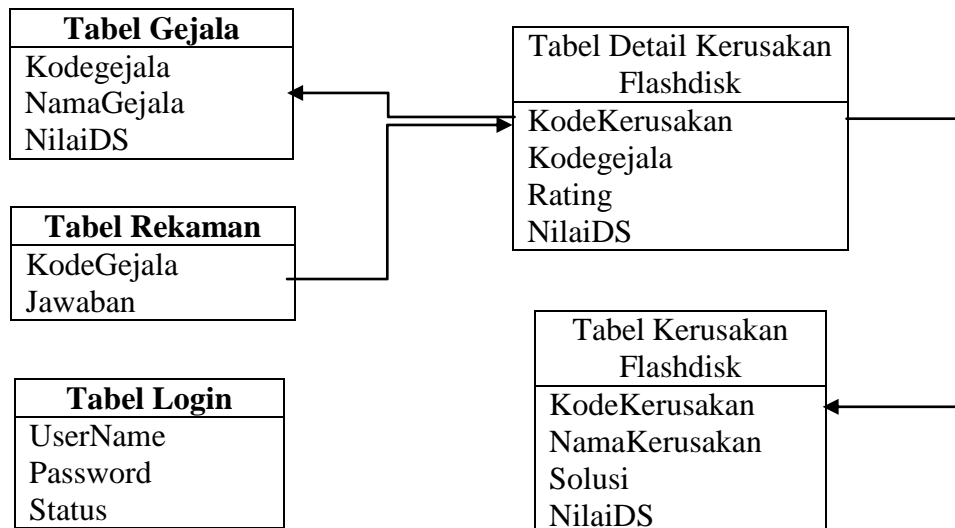 Tabel Gejala
Kodegejala
NamaGejala
NilaiDS
Tabel Rekaman
KodeGejala
Jawaban
Tabel Login
UserName
Password
Status
Tabel Detail Kerusakan
Flashdisk
KodeKerusakan
Kodegejala
Rating
NilaiDS
Tabel Kerusakan
Flashdisk
KodeKerusakan
NamaKerusakan
Solusi
NilaiDS